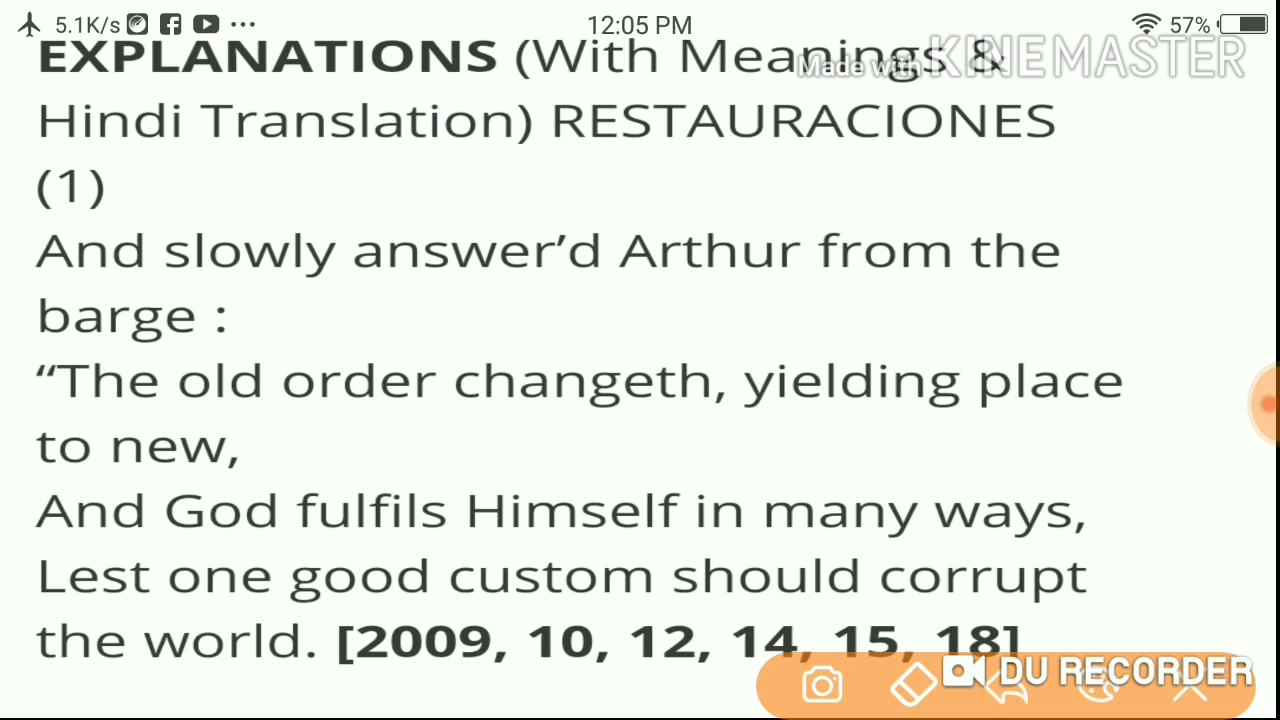 5.1K/s ... 12:05 PM 57%
EXPLANATIONS (With Meanings &
Made with KINEMASTER
Hindi Translation) RESTAURACIONES
(1)
And slowly answer’d Arthur from the
barge :
“The old order changeth, yielding place
to new,
And God fulfils Himself in many ways,
Lest one good custom should corrupt
the world. [2009, 10, 12, 14, 15, 18]
DU RECORDER